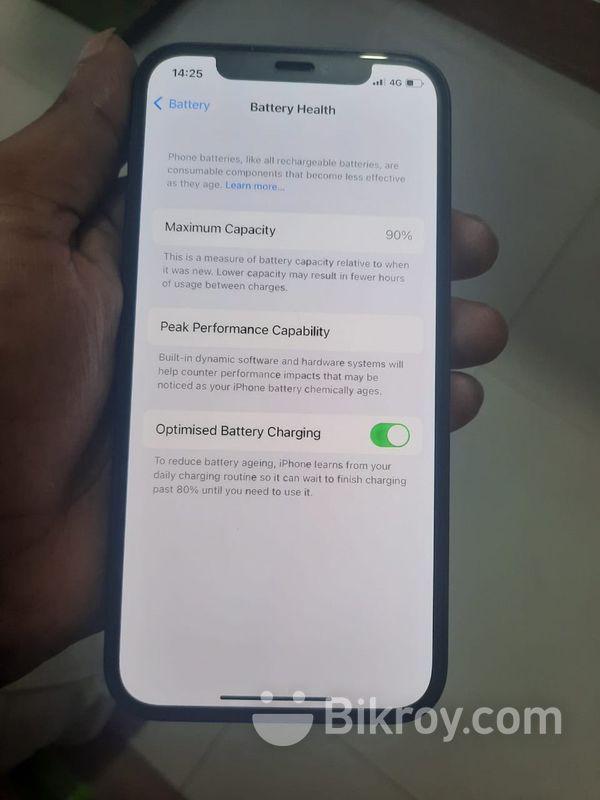 14:25
4G
Battery
Battery Health
Phone batteries, like all rechargeable batteries, are
consumable components that become less effective
as they age. Learn more...
Maximum Capacity 90%
This is a measure of battery capacity relative to when
it was new. Lower capacity may result in fewer hours
of usage between charges.
Peak Performance Capability
Built-in dynamic software and hardware systems will
help counter performance impacts that may be
noticed as your iPhone battery chemically ages.
Optimised Battery Charging
To reduce battery ageing, iPhone learns from your
daily charging routine so it can wait to finish charging
past 80% until you need to use it.
Bikroy.com